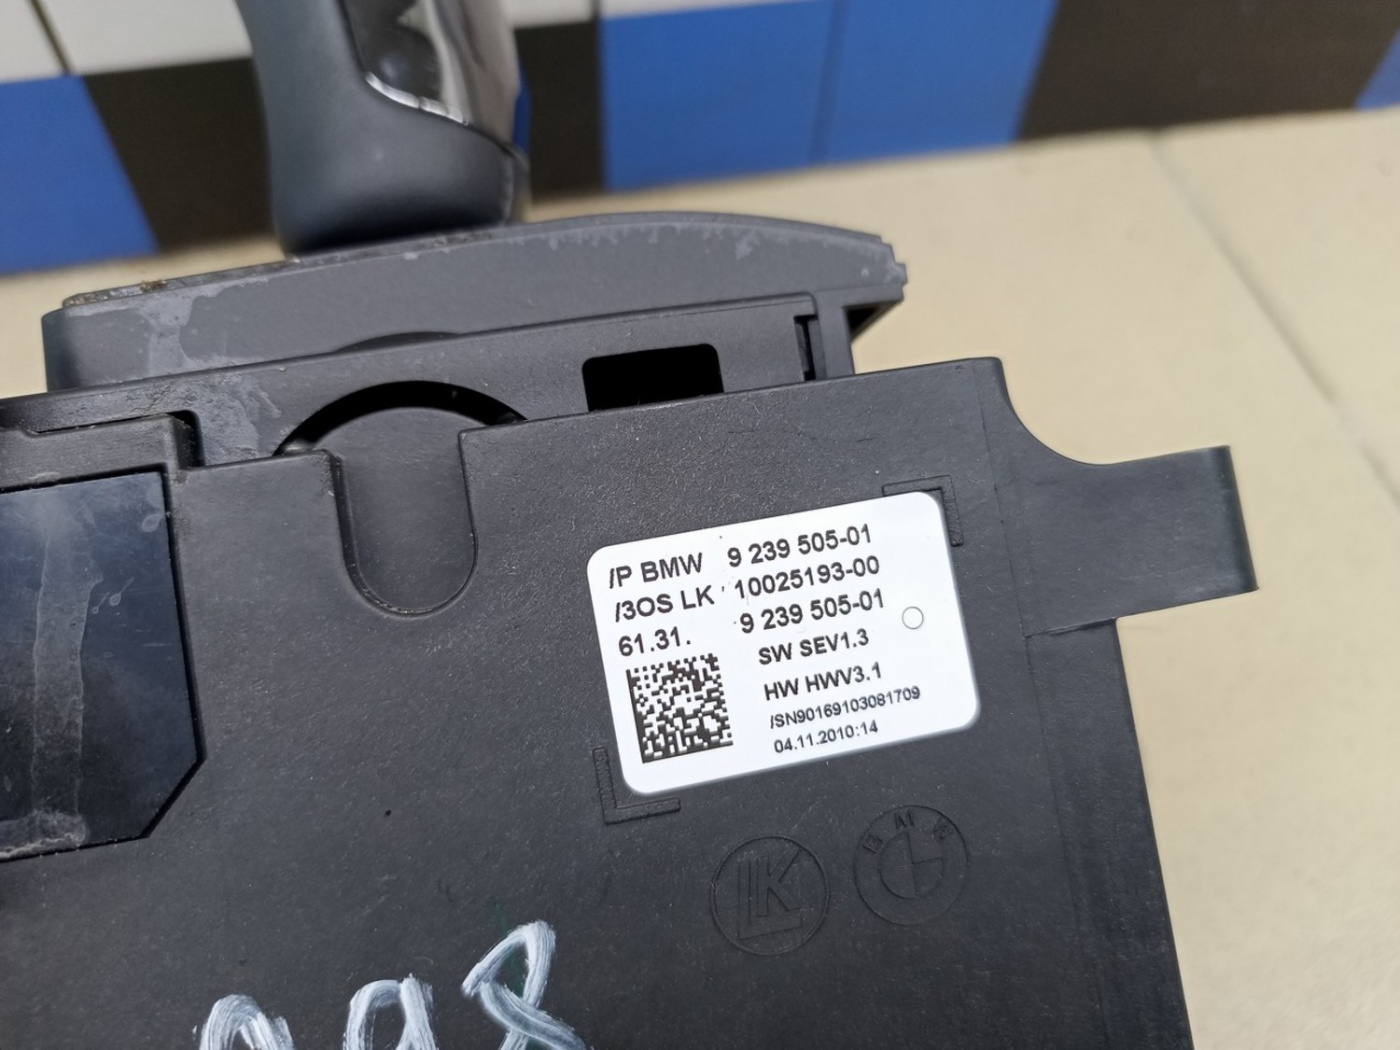 /P BMW 9 239 505-01
/3OS LK 10025193-00
61.31. 9 239 505-01
SW SEV1.3
HW HWV3.1
/SN90169103081709
04.11.2010:14
LK